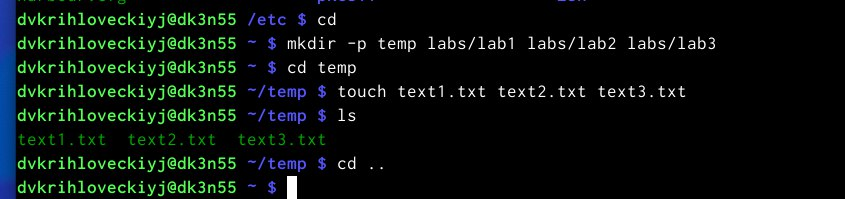 dvkrihloveckiyj@dk3n55 /etc $ cd
dvkrihloveckiyj@dk3n55 ~ $ mkdir -p temp labs/lab1 labs/lab2 labs/lab3
dvkrihloveckiyj@dk3n55 ~ $ cd temp
dvkrihloveckiyj@dk3n55 ~/temp $ touch text1.txt text2.txt text3.txt
dvkrihloveckiyj@dk3n55 ~/temp $ ls
text1.txt  text2.txt  text3.txt
dvkrihloveckiyj@dk3n55 ~/temp $ cd ..
dvkrihloveckiyj@dk3n55 ~ $